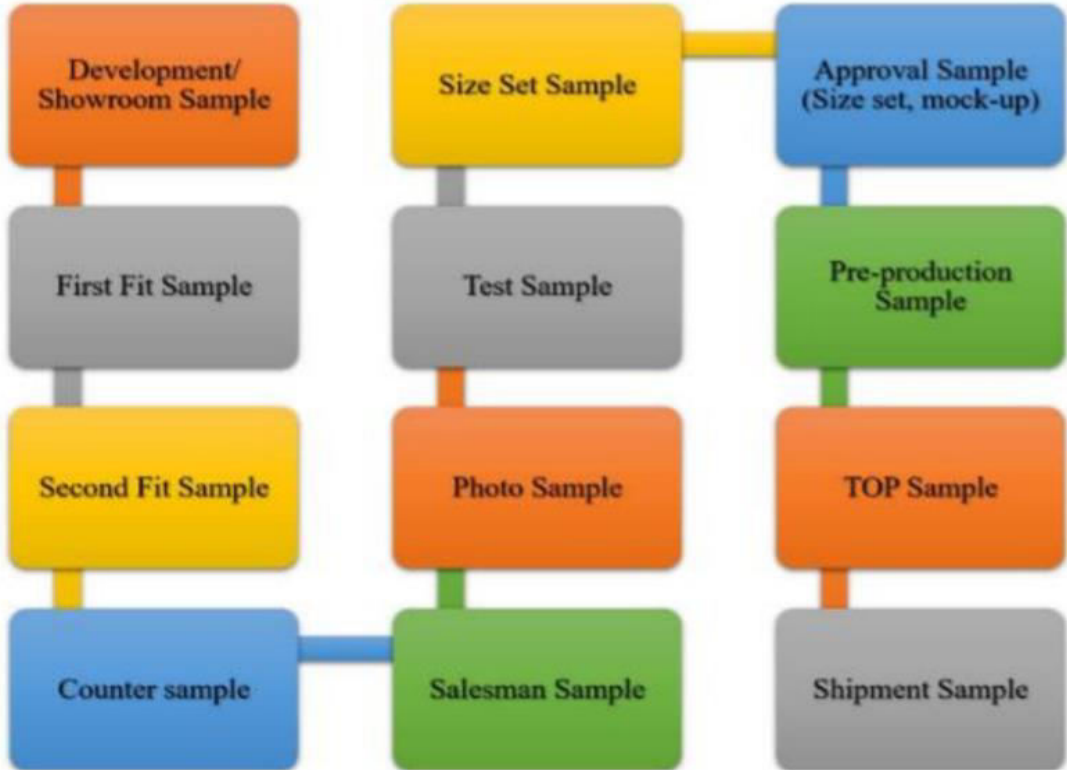 Development/
Showroom Sample
First Fit Sample
Second Fit Sample
Counter sample
Salesman Sample
Photo Sample
Test Sample
Size Set Sample
Approval Sample
(Size set, mock-up)
Pre-production
Sample
TOP Sample
Shipment Sample